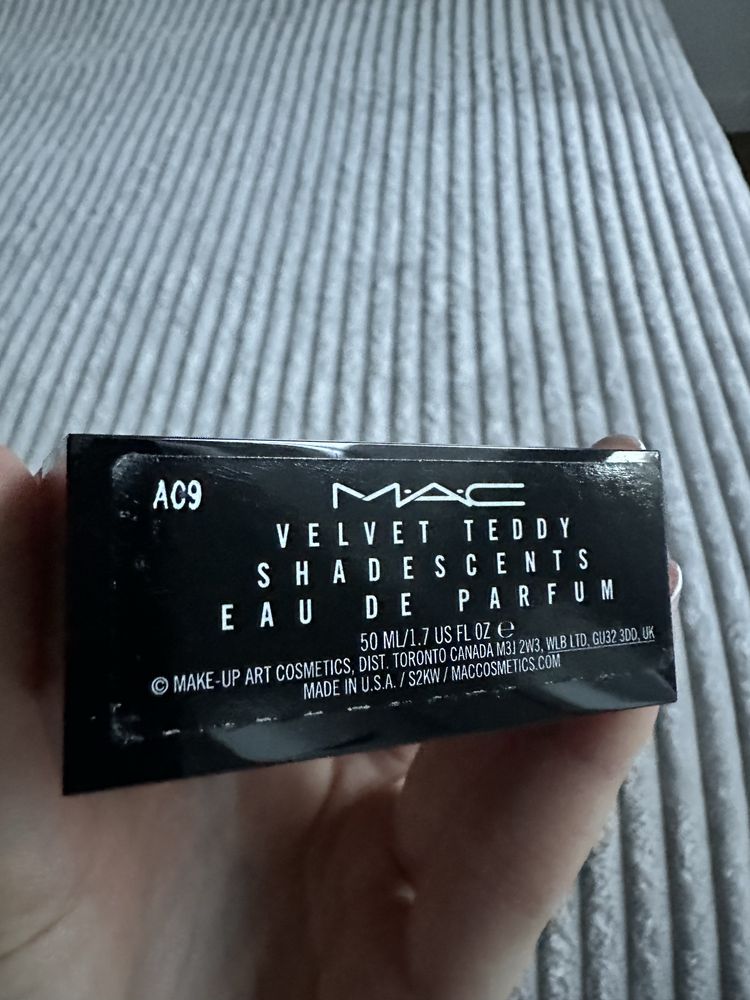 AC9
M·A·C
VELVET TEDDY
SHADESCENTS
EAU DE PARFUM
50 ML/1.7 US FL OZ ℮
© MAKE-UP ART COSMETICS, DIST. TORONTO CANADA M3J 2W3, WLB LTD, GU32 3DD, UK
MADE IN U.S.A. / S2KW / MACCOSMETICS.COM